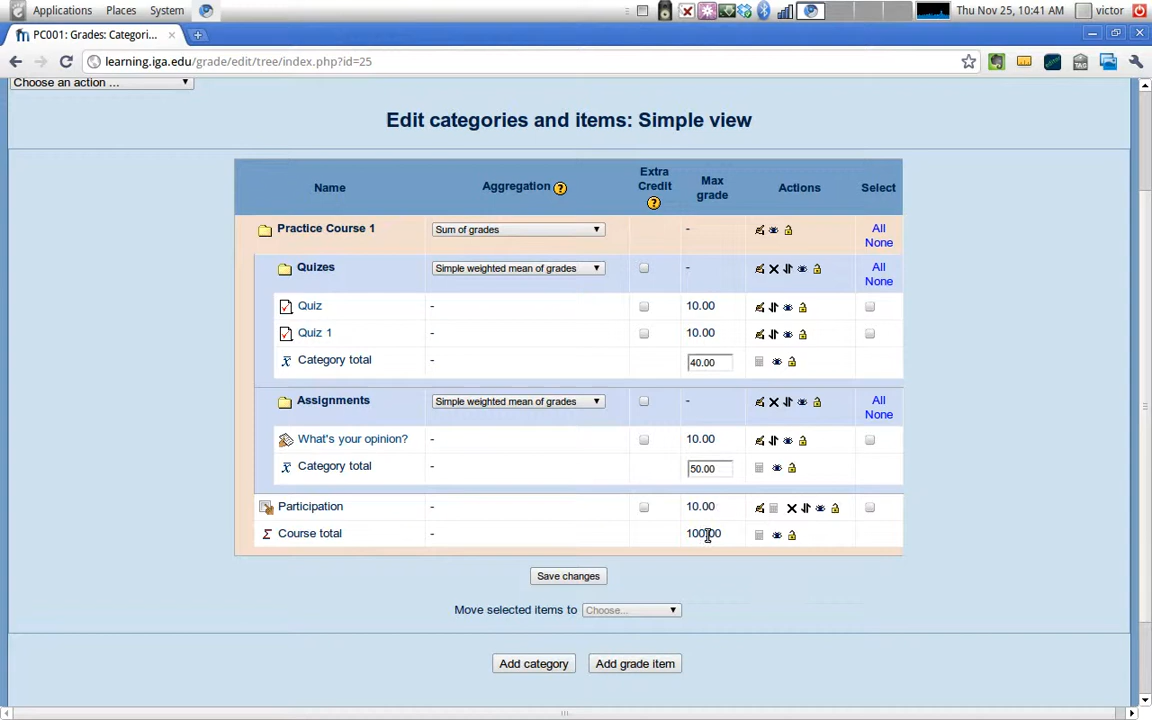 Applications Places System Thu Nov 25, 10:41 AM victor
PC001: Grades: Categori...
learning.iga.edu/grade/edit/tree/index.php?id=25
Choose an action ...
Edit categories and items: Simple view
Name Aggregation ? Extra Credit ? Max grade Actions Select
Practice Course 1 Sum of grades - All None
Quizes Simple weighted mean of grades - All None
Quiz - 10.00
Quiz 1 - 10.00
x̄ Category total - 40.00
Assignments Simple weighted mean of grades - All None
What's your opinion? - 10.00
x̄ Category total - 50.00
Participation - 10.00
Σ Course total - 100.00
Save changes
Move selected items to Choose...
Add category Add grade item